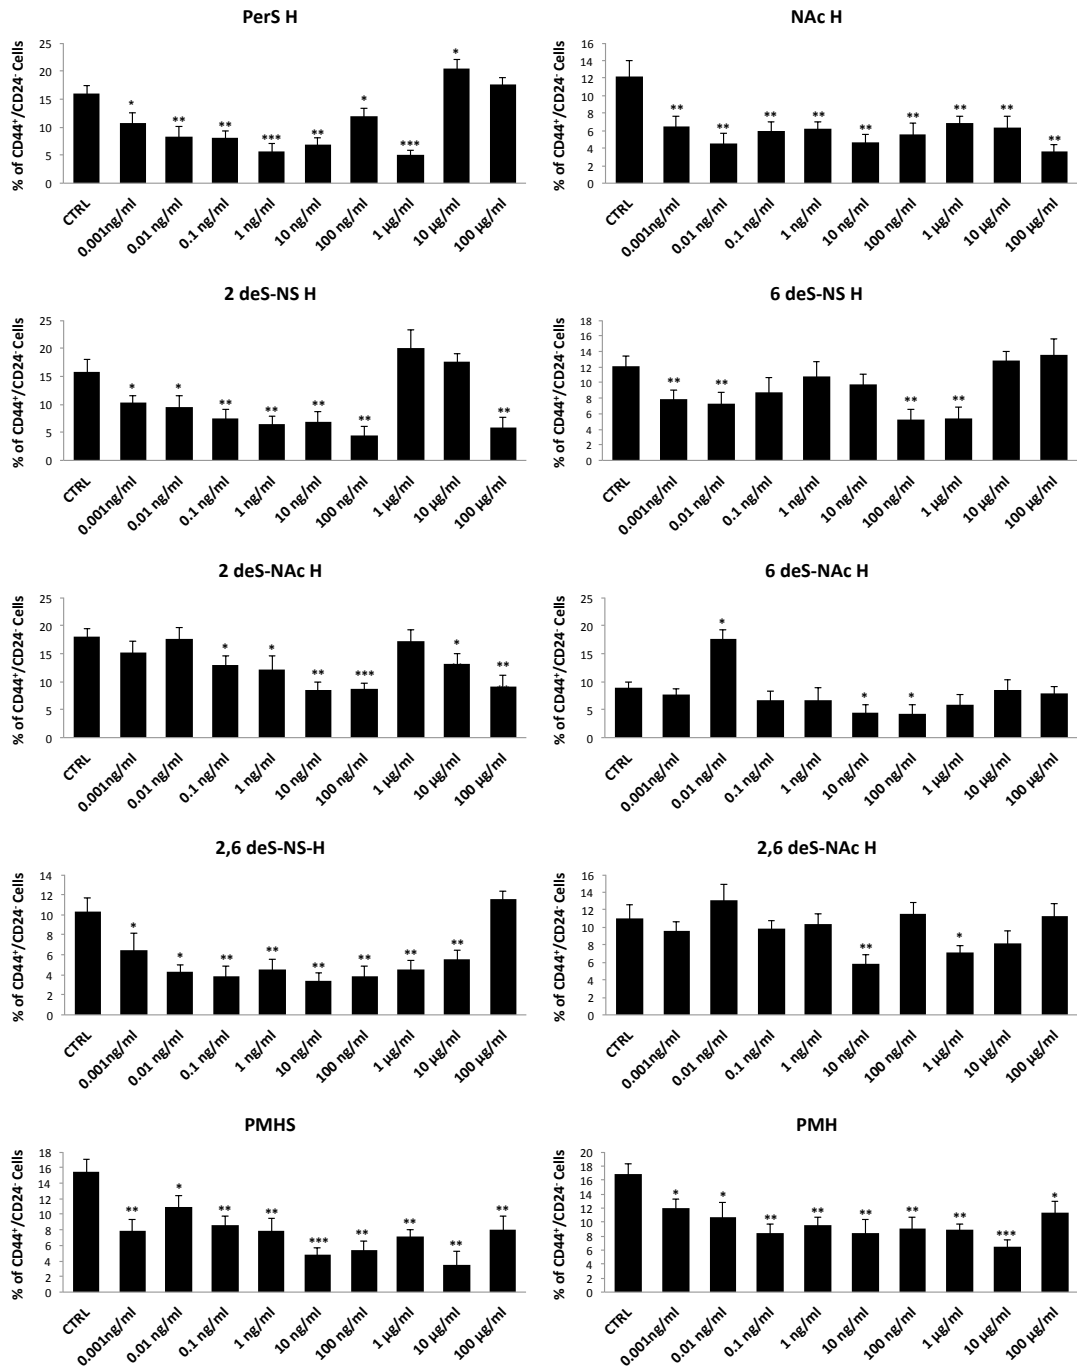 PerS H
% of CD44⁺/CD24⁻ Cells
25
20
15
10
5
0
* ** ** *** ** * *** *
CTRL 0.001ng/ml 0.01 ng/ml 0.1 ng/ml 1 ng/ml 10 ng/ml 100 ng/ml 1 µg/ml 10 µg/ml 100 µg/ml
NAc H
% of CD44⁺/CD24⁻ Cells
16
14
12
10
8
6
4
2
0
** ** ** ** ** ** ** ** **
CTRL 0.001ng/ml 0.01 ng/ml 0.1 ng/ml 1 ng/ml 10 ng/ml 100 ng/ml 1 µg/ml 10 µg/ml 100 µg/ml
2 deS-NS H
% of CD44⁺/CD24⁻ Cells
25
20
15
10
5
0
* * ** ** ** ** **
CTRL 0.001ng/ml 0.01 ng/ml 0.1 ng/ml 1 ng/ml 10 ng/ml 100 ng/ml 1 µg/ml 10 µg/ml 100 µg/ml
6 deS-NS H
% of CD44⁺/CD24⁻ Cells
18
16
14
12
10
8
6
4
2
0
** ** ** **
CTRL 0.001ng/ml 0.01 ng/ml 0.1 ng/ml 1 ng/ml 10 ng/ml 100 ng/ml 1 µg/ml 10 µg/ml 100 µg/ml
2 deS-NAc H
% of CD44⁺/CD24⁻ Cells
25
20
15
10
5
0
* * ** *** * **
CTRL 0.001ng/ml 0.01 ng/ml 0.1 ng/ml 1 ng/ml 10 ng/ml 100 ng/ml 1 µg/ml 10 µg/ml 100 µg/ml
6 deS-NAc H
% of CD44⁺/CD24⁻ Cells
25
20
15
10
5
0
* * *
CTRL 0.001ng/ml 0.01 ng/ml 0.1 ng/ml 1 ng/ml 10 ng/ml 100 ng/ml 1 µg/ml 10 µg/ml 100 µg/ml
2,6 deS-NS-H
% of CD44⁺/CD24⁻ Cells
14
12
10
8
6
4
2
0
* * ** ** ** ** ** **
CTRL 0.001ng/ml 0.01 ng/ml 0.1 ng/ml 1 ng/ml 10 ng/ml 100 ng/ml 1 µg/ml 10 µg/ml 100 µg/ml
2,6 deS-NAc H
% of CD44⁺/CD24⁻ Cells
16
14
12
10
8
6
4
2
0
** *
CTRL 0.001ng/ml 0.01 ng/ml 0.1 ng/ml 1 ng/ml 10 ng/ml 100 ng/ml 1 µg/ml 10 µg/ml 100 µg/ml
PMHS
% of CD44⁺/CD24⁻ Cells
18
16
14
12
10
8
6
4
2
0
** * ** ** *** ** ** ** **
CTRL 0.001ng/ml 0.01 ng/ml 0.1 ng/ml 1 ng/ml 10 ng/ml 100 ng/ml 1 µg/ml 10 µg/ml 100 µg/ml
PMH
% of CD44⁺/CD24⁻ Cells
20
18
16
14
12
10
8
6
4
2
0
* * ** ** ** ** ** *** *
CTRL 0.001ng/ml 0.01 ng/ml 0.1 ng/ml 1 ng/ml 10 ng/ml 100 ng/ml 1 µg/ml 10 µg/ml 100 µg/ml